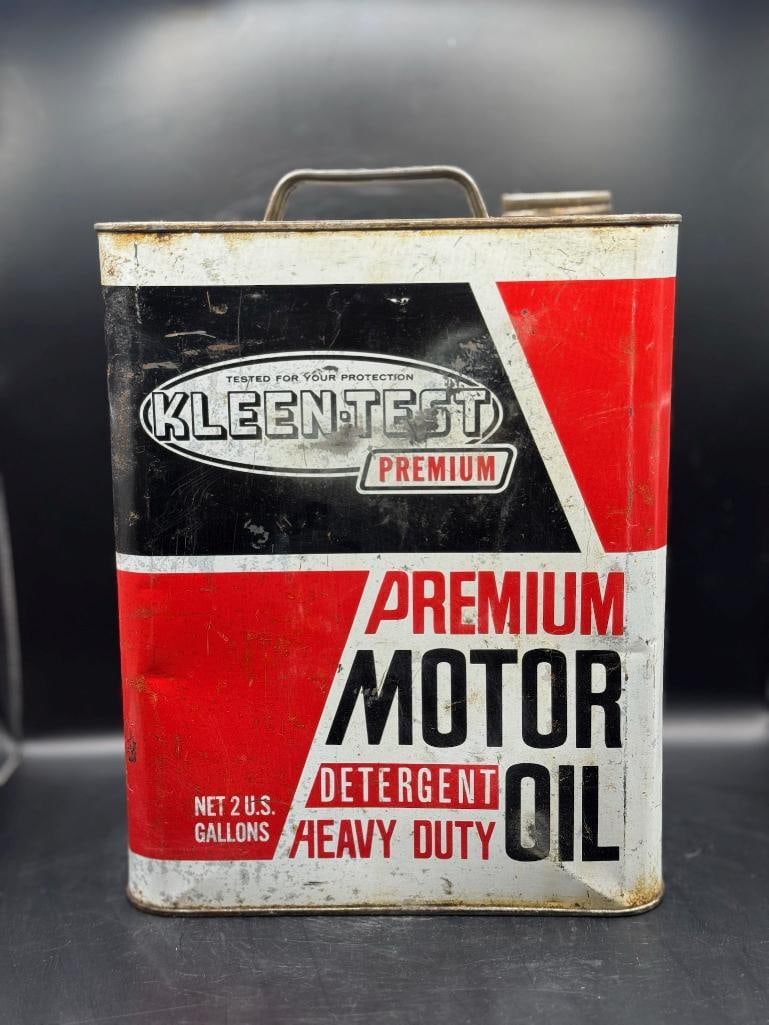 TESTED FOR YOUR PROTECTION
KLEEN-TEST
PREMIUM
PREMIUM
MOTOR
DETERGENT
HEAVY DUTY
OIL
NET 2 U.S.
GALLONS